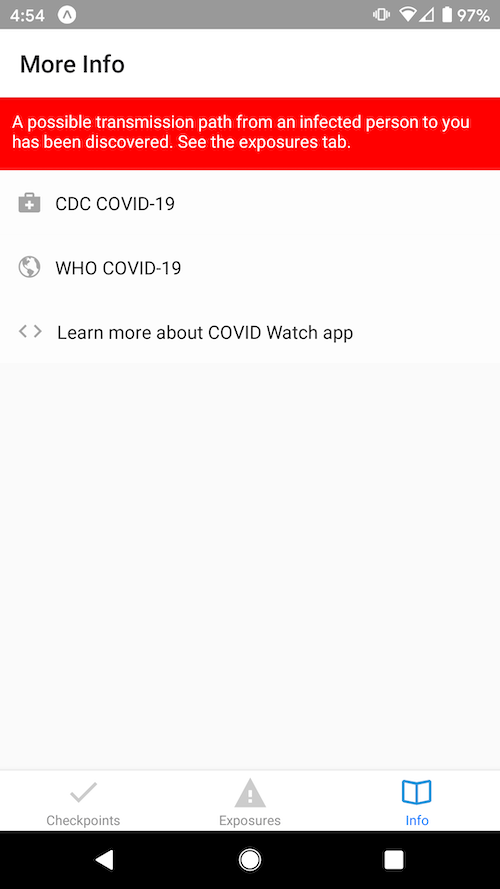 4:54
97%
More Info
A possible transmission path from an infected person to you
has been discovered. See the exposures tab.
CDC COVID-19
WHO COVID-19
Learn more about COVID Watch app
Checkpoints
Exposures
Info